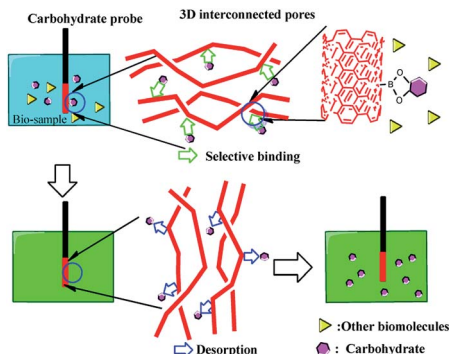 Carbohydrate probe
3D interconnected pores
Bio-sample
B
O
O
Selective binding
Desorption
:Other biomolecules
: Carbohydrate